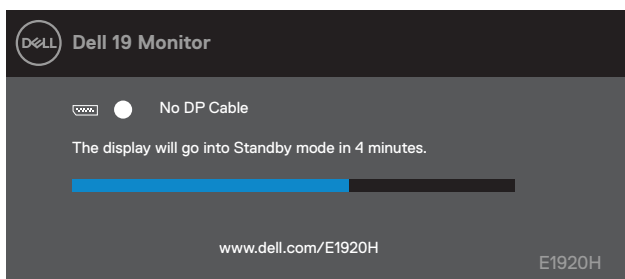 DELL Dell 19 Monitor
No DP Cable
The display will go into Standby mode in 4 minutes.
www.dell.com/E1920H
E1920H